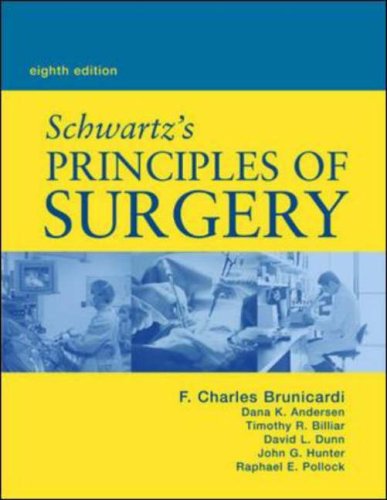 eighth edition
Schwartz's
PRINCIPLES OF
SURGERY
F. Charles Brunicardi
Dana K. Andersen
Timothy R. Billiar
David L. Dunn
John G. Hunter
Raphael E. Pollock